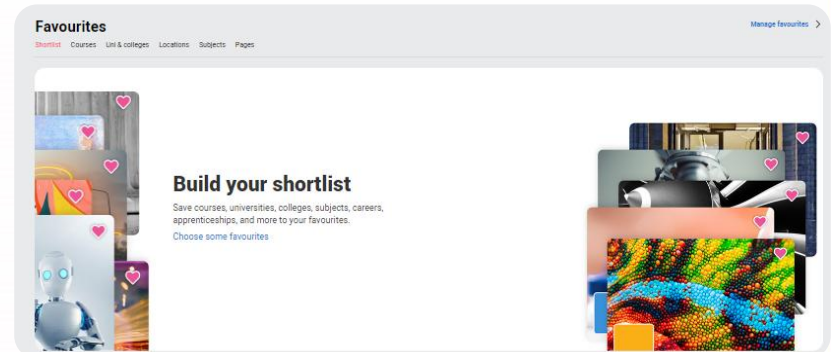 Favourites
Manage favourites
Shortlist Courses Uni & colleges Locations Subjects Pages
Build your shortlist
Save courses, universities, colleges, subjects, careers,
apprenticeships, and more to your favourites.
Choose some favourites